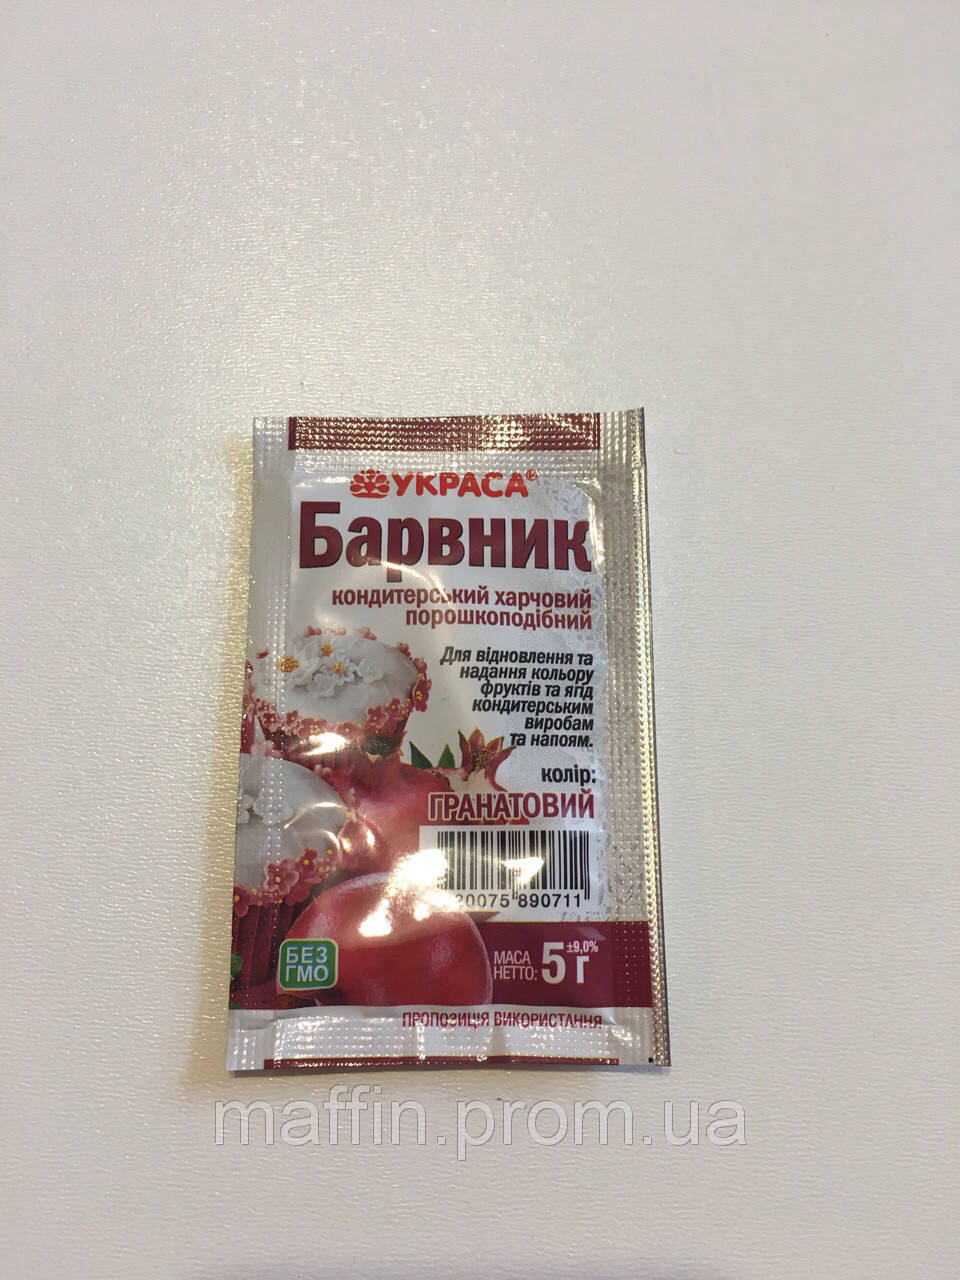 УКРАСА®
Барвник
кондитерський харчовий
порошкоподібний
Для відновлення та
надання кольору
фруктів та ягід
кондитерським
виробам
та напоям.
колір:
ГРАНАТОВИЙ
20075 890711
БЕЗ
ГМО
МАСА
НЕТТО: 5 г ±9,0%
ПРОПОЗИЦІЯ ВИКОРИСТАННЯ
maffin.prom.ua